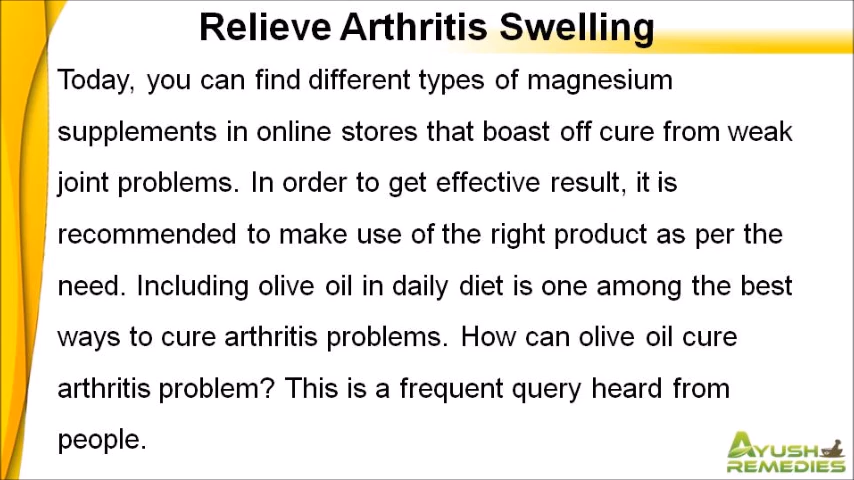 Relieve Arthritis Swelling
Today, you can find different types of magnesium
supplements in online stores that boast off cure from weak
joint problems. In order to get effective result, it is
recommended to make use of the right product as per the
need. Including olive oil in daily diet is one among the best
ways to cure arthritis problems. How can olive oil cure
arthritis problem? This is a frequent query heard from
people.
AYUSH
REMEDIES